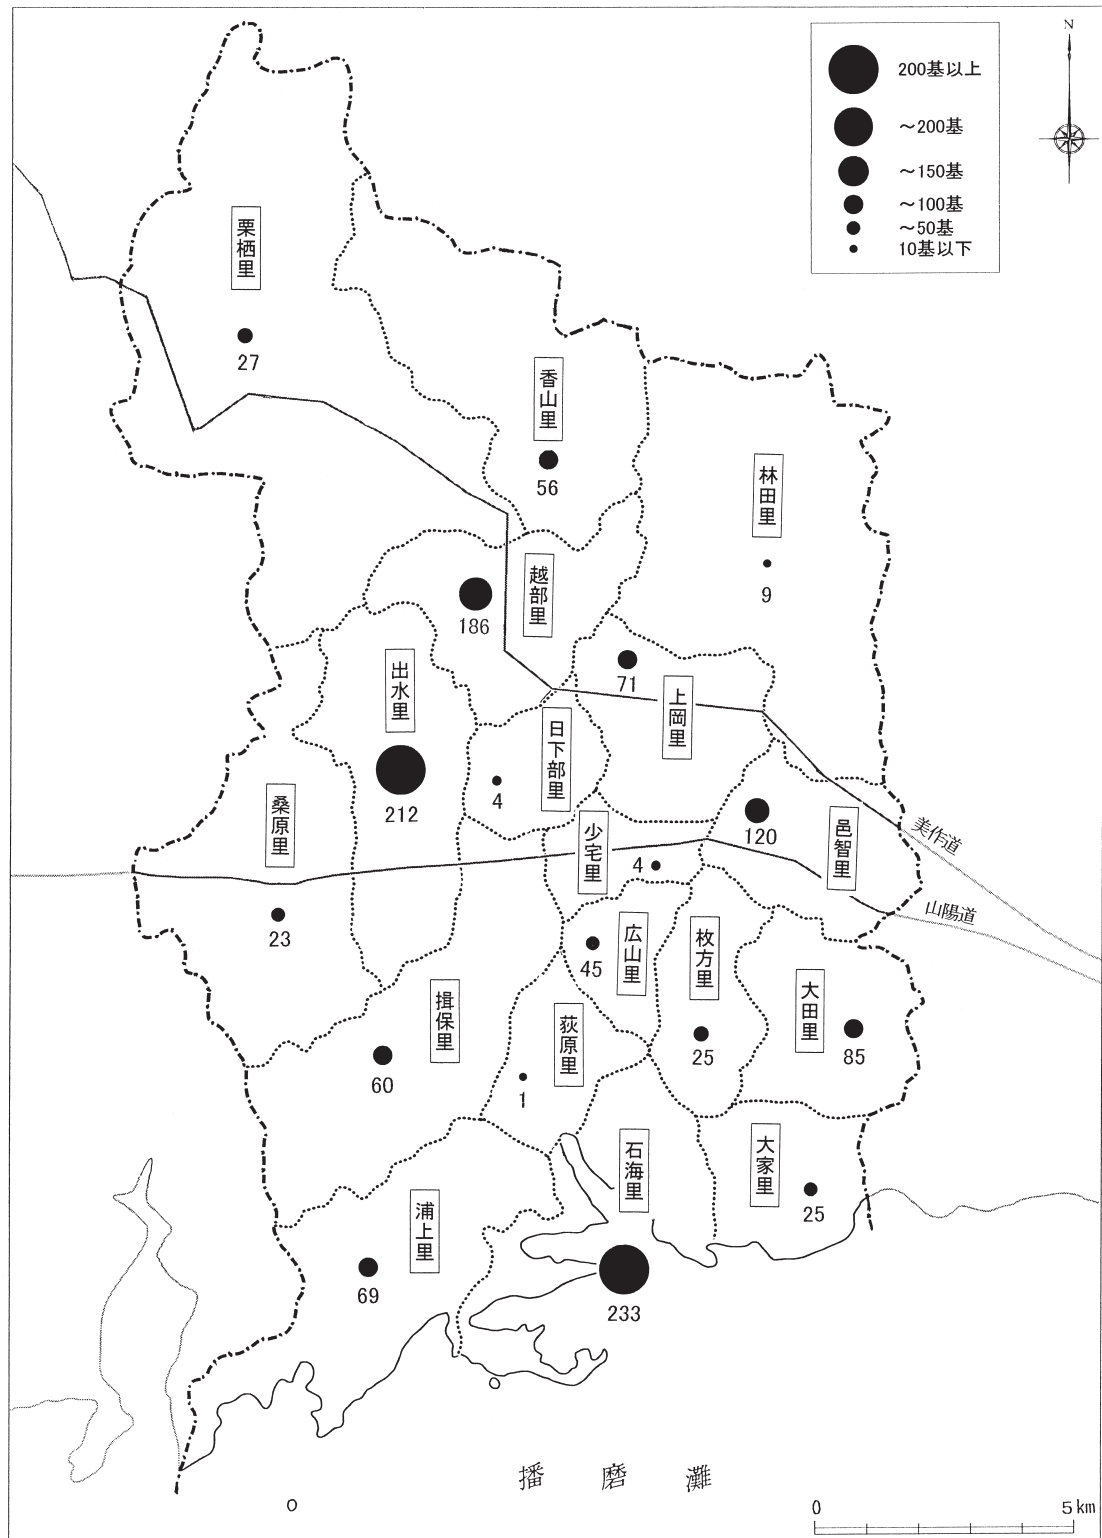 N
200基以上
～200基
～150基
～100基
～50基
10基以下
栗栖里
27
香山里
56
林田里
9
越部里
186
71
上岡里
出水里
212
日下部里
4
桑原里
23
少宅里
4
120
邑智里
美作道
山陽道
広山里
45
枚方里
25
大田里
85
揖保里
60
荻原里
1
石海里
233
大家里
25
浦上里
69
播磨灘
0
5km